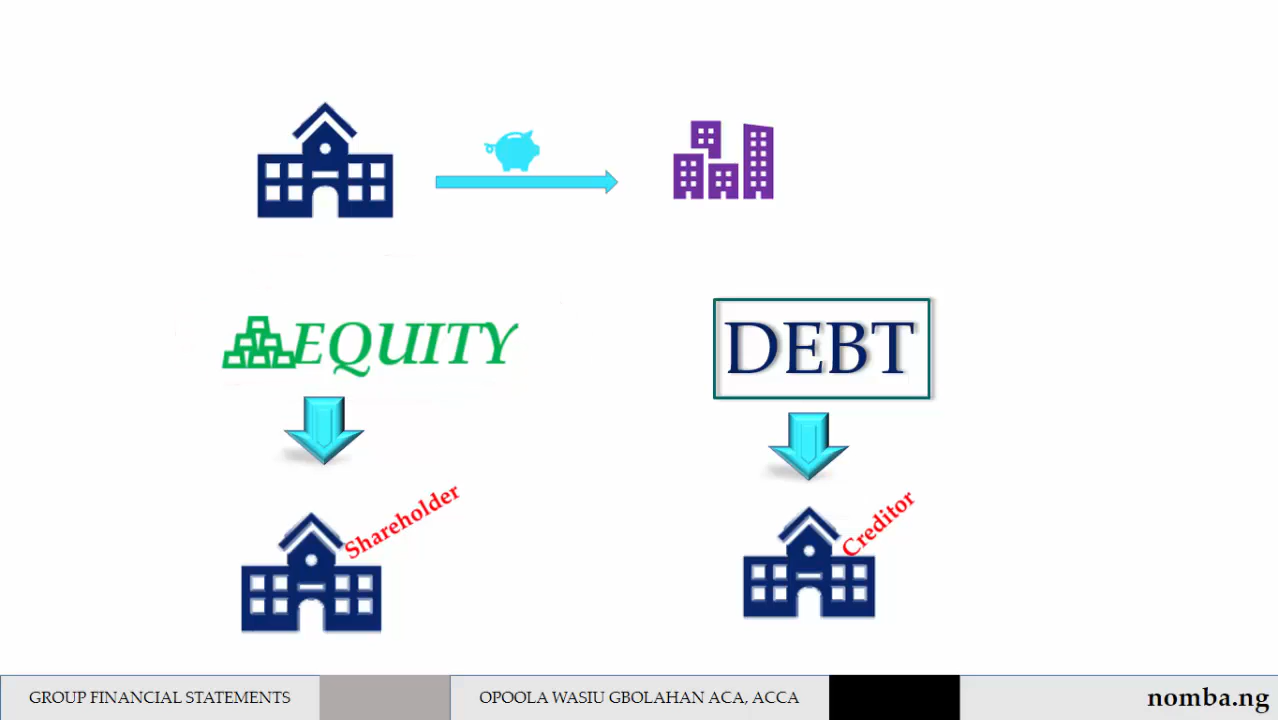 EQUITY
DEBT
Shareholder
Creditor
GROUP FINANCIAL STATEMENTS
OPOOLA WASIU GBOLAHAN ACA, ACCA
nomba.ng